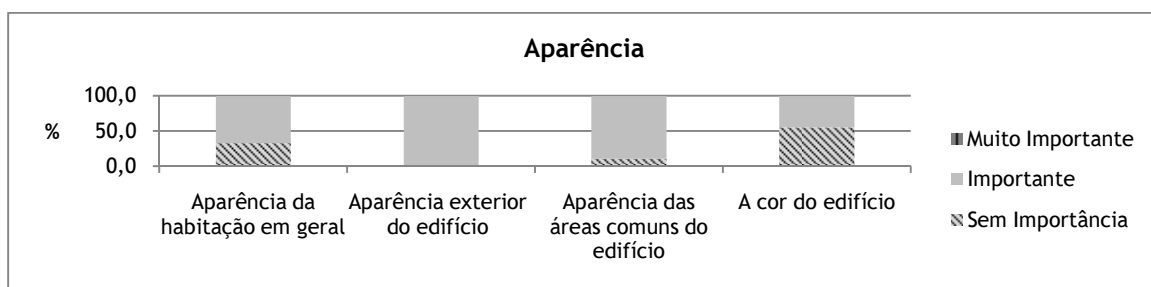 Aparência
100,0
%
50,0
0,0
Aparência da
habitação em geral
Aparência exterior
do edifício
Aparência das
áreas comuns do
edifício
A cor do edifício
Muito Importante
Importante
Sem Importância